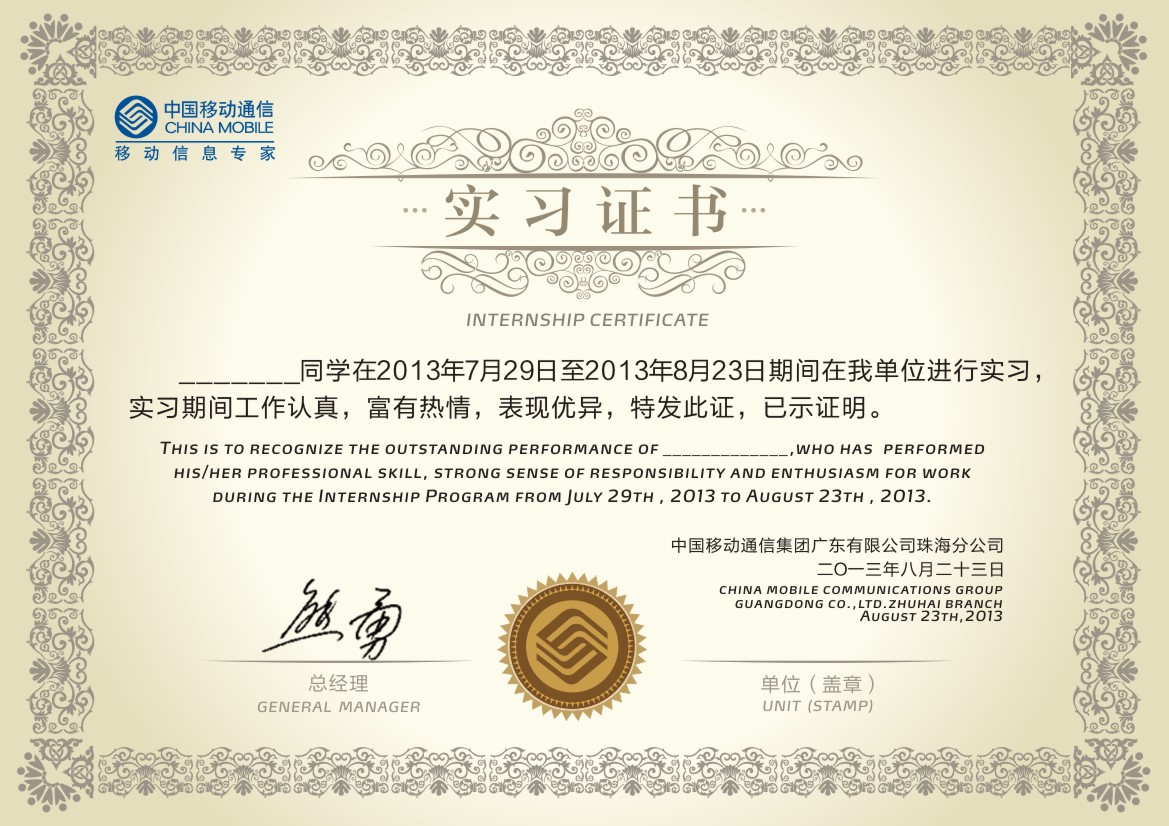 中国移动通信
CHINA MOBILE
移动信息专家
实习证书
INTERNSHIP CERTIFICATE
_______同学在2013年7月29日至2013年8月23日期间在我单位进行实习，
实习期间工作认真，富有热情，表现优异，特发此证，已示证明。
THIS IS TO RECOGNIZE THE OUTSTANDING PERFORMANCE OF _____________,WHO HAS PERFORMED
HIS/HER PROFESSIONAL SKILL, STRONG SENSE OF RESPONSIBILITY AND ENTHUSIASM FOR WORK
DURING THE INTERNSHIP PROGRAM FROM JULY 29TH , 2013 TO AUGUST 23TH , 2013.
中国移动通信集团广东有限公司珠海分公司
二〇一三年八月二十三日
CHINA MOBILE COMMUNICATIONS GROUP
GUANGDONG CO.,LTD.ZHUHAI BRANCH
AUGUST 23TH,2013
总经理
GENERAL MANAGER
单位（盖章）
UNIT (STAMP)